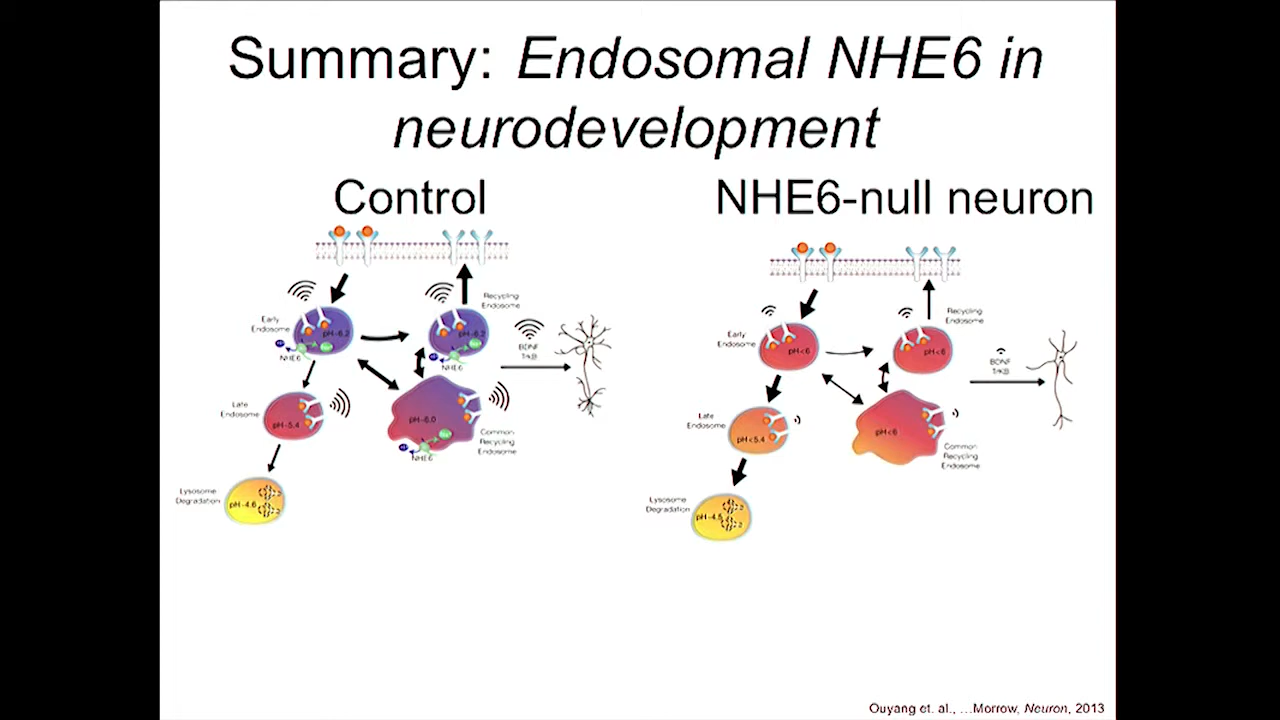 Summary: Endosomal NHE6 in
neurodevelopment
Control
NHE6-null neuron
Early
Endosome
pH~6.2
NHE6
Recycling
Endosome
pH~6.2
NHE6
BDNF
TrkB
Late
Endosome
pH~5.4
pH~6.0
NHE6
Common
Recycling
Endosome
Lysosome
Degradation
pH~4.6
Early
Endosome
pH<6
Recycling
Endosome
pH<6
BDNF
TrkB
Late
Endosome
pH<5.4
pH<6
Common
Recycling
Endosome
Lysosome
Degradation
Ouyang et. al., …Morrow, Neuron, 2013